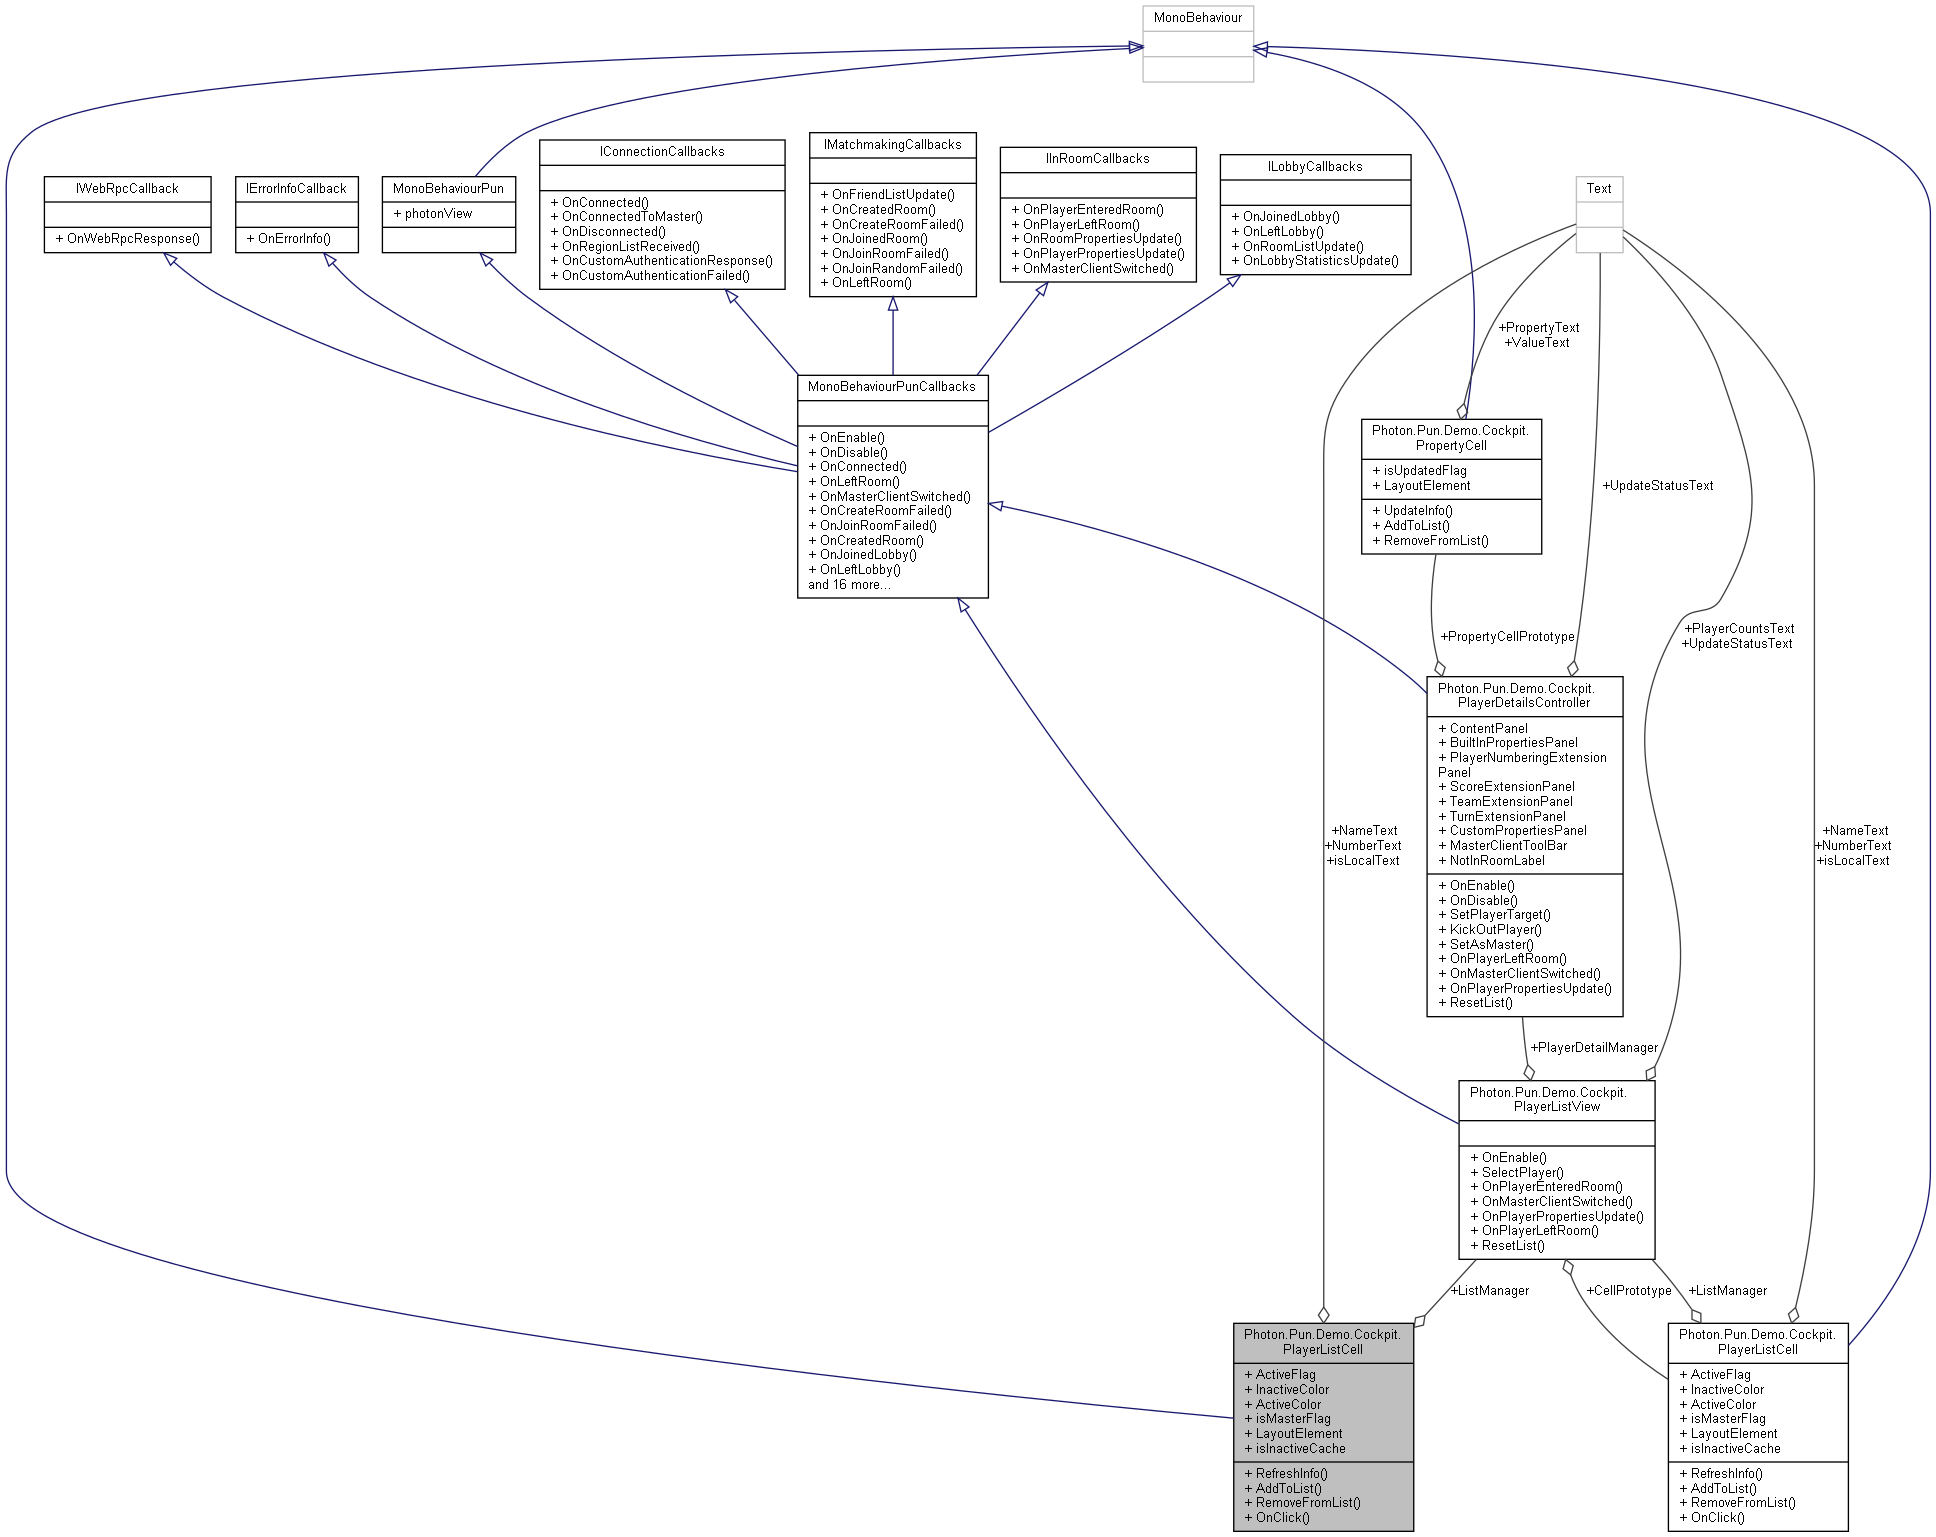 MonoBehaviour
IWebRpcCallback
+ OnWebRpcResponse()
IErrorInfoCallback
+ OnErrorInfo()
MonoBehaviourPun
+ photonView
IConnectionCallbacks
+ OnConnected()
+ OnConnectedToMaster()
+ OnDisconnected()
+ OnRegionListReceived()
+ OnCustomAuthenticationResponse()
+ OnCustomAuthenticationFailed()
IMatchmakingCallbacks
+ OnFriendListUpdate()
+ OnCreatedRoom()
+ OnCreateRoomFailed()
+ OnJoinedRoom()
+ OnJoinRoomFailed()
+ OnJoinRandomFailed()
+ OnLeftRoom()
IInRoomCallbacks
+ OnPlayerEnteredRoom()
+ OnPlayerLeftRoom()
+ OnRoomPropertiesUpdate()
+ OnPlayerPropertiesUpdate()
+ OnMasterClientSwitched()
ILobbyCallbacks
+ OnJoinedLobby()
+ OnLeftLobby()
+ OnRoomListUpdate()
+ OnLobbyStatisticsUpdate()
Text
+PropertyText
+ValueText
MonoBehaviourPunCallbacks
+ OnEnable()
+ OnDisable()
+ OnConnected()
+ OnLeftRoom()
+ OnMasterClientSwitched()
+ OnCreateRoomFailed()
+ OnJoinRoomFailed()
+ OnCreatedRoom()
+ OnJoinedLobby()
+ OnLeftLobby()
and 16 more...
Photon.Pun.Demo.Cockpit.
PropertyCell
+ isUpdatedFlag
+ LayoutElement
+ UpdateInfo()
+ AddToList()
+ RemoveFromList()
+UpdateStatusText
+PropertyCellPrototype
+PlayerCountsText
+UpdateStatusText
Photon.Pun.Demo.Cockpit.
PlayerDetailsController
+ ContentPanel
+ BuiltInPropertiesPanel
+ PlayerNumberingExtension
Panel
+ ScoreExtensionPanel
+ TeamExtensionPanel
+ TurnExtensionPanel
+ CustomPropertiesPanel
+ MasterClientToolBar
+ NotInRoomLabel
+ OnEnable()
+ OnDisable()
+ SetPlayerTarget()
+ KickOutPlayer()
+ SetAsMaster()
+ OnPlayerLeftRoom()
+ OnMasterClientSwitched()
+ OnPlayerPropertiesUpdate()
+ ResetList()
+NameText
+NumberText
+isLocalText
+NameText
+NumberText
+isLocalText
+PlayerDetailManager
Photon.Pun.Demo.Cockpit.
PlayerListView
+ OnEnable()
+ SelectPlayer()
+ OnPlayerEnteredRoom()
+ OnMasterClientSwitched()
+ OnPlayerPropertiesUpdate()
+ OnPlayerLeftRoom()
+ ResetList()
+ListManager
+CellPrototype
+ListManager
Photon.Pun.Demo.Cockpit.
PlayerListCell
+ ActiveFlag
+ InactiveColor
+ ActiveColor
+ isMasterFlag
+ LayoutElement
+ isInactiveCache
+ RefreshInfo()
+ AddToList()
+ RemoveFromList()
+ OnClick()
Photon.Pun.Demo.Cockpit.
PlayerListCell
+ ActiveFlag
+ InactiveColor
+ ActiveColor
+ isMasterFlag
+ LayoutElement
+ isInactiveCache
+ RefreshInfo()
+ AddToList()
+ RemoveFromList()
+ OnClick()